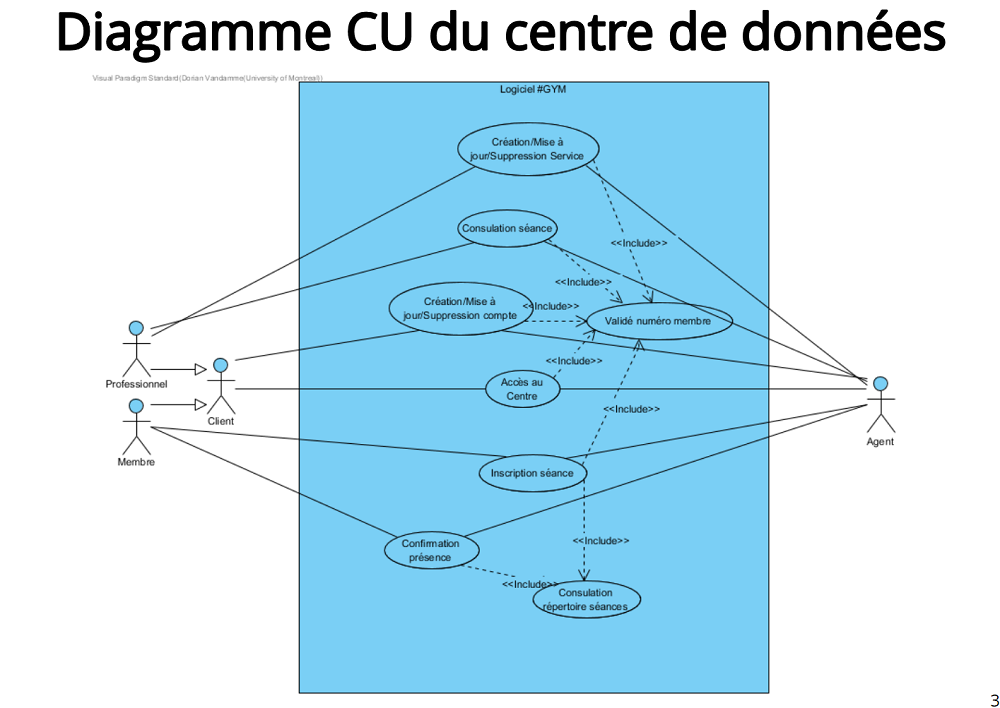 Diagramme CU du centre de données
Visual Paradigm Standard(Dorian Vandamme(University of Montreal))
Logiciel #GYM
Création/Mise à
jour/Suppression Service
Consulation séance
<<Include>>
<<Include>>
Création/Mise à
jour/Suppression compte
<<Include>>
Validé numéro membre
Professionnel
<<Include>>
Accès au
Centre
Client
<<Include>>
Agent
Membre
Inscription séance
Confirmation
présence
<<Include>>
<<Include>>
Consulation
répertoire séances
3